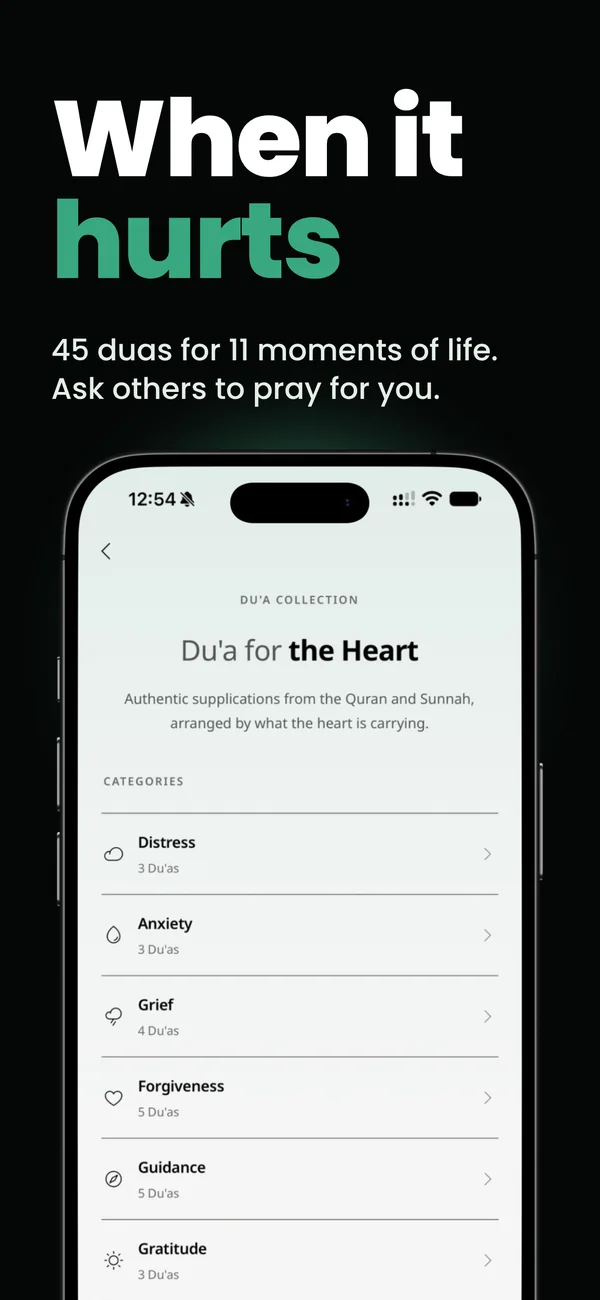 When it
hurts
45 duas for 11 moments of life.
Ask others to pray for you.
12:54
DU'A COLLECTION
Du'a for the Heart
Authentic supplications from the Quran and Sunnah,
arranged by what the heart is carrying.
CATEGORIES
Distress
3 Du'as
Anxiety
3 Du'as
Grief
4 Du'as
Forgiveness
5 Du'as
Guidance
5 Du'as
Gratitude
3 Du'as